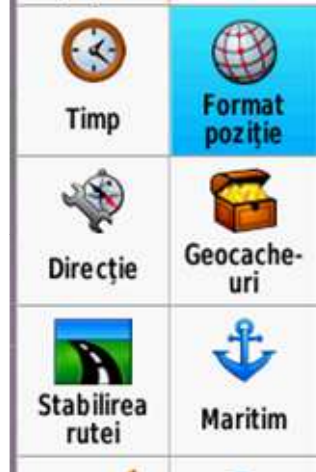 Timp
Format
poziție
Direcție
Geocache-
uri
Stabilirea
rutei
Maritim